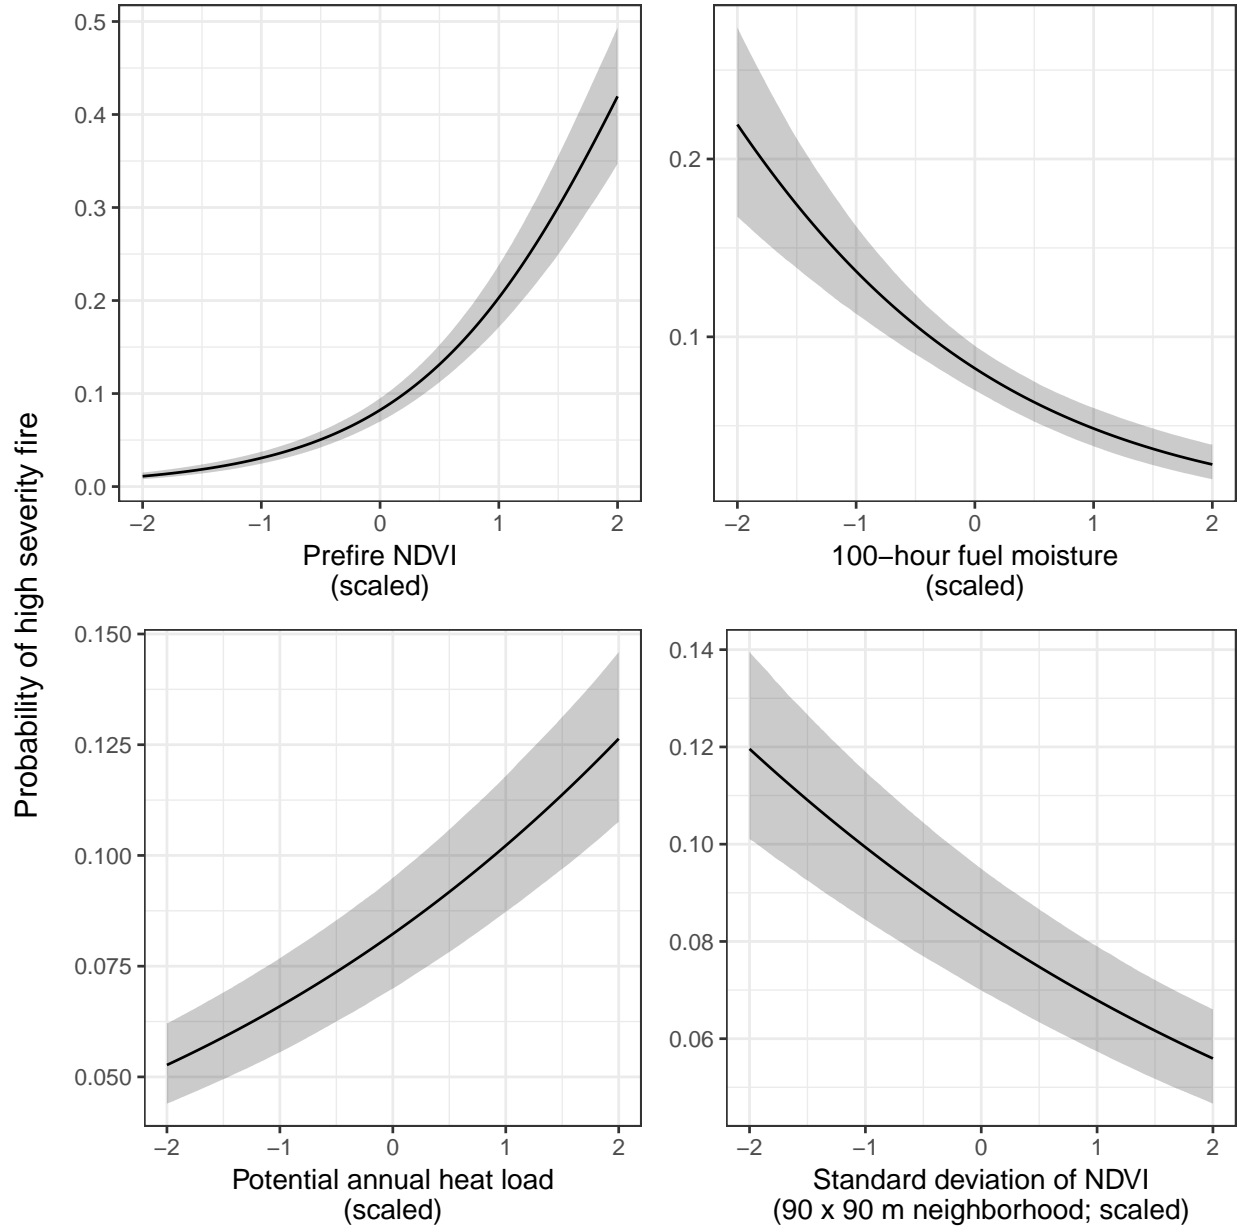 Probability of high severity fire
0.5
0.4
0.3
0.2
0.1
0.0
−2 −1 0 1 2
Prefire NDVI
(scaled)
0.2
0.1
−2 −1 0 1 2
100−hour fuel moisture
(scaled)
0.150
0.125
0.100
0.075
0.050
−2 −1 0 1 2
Potential annual heat load
(scaled)
0.14
0.12
0.10
0.08
0.06
−2 −1 0 1 2
Standard deviation of NDVI
(90 x 90 m neighborhood; scaled)